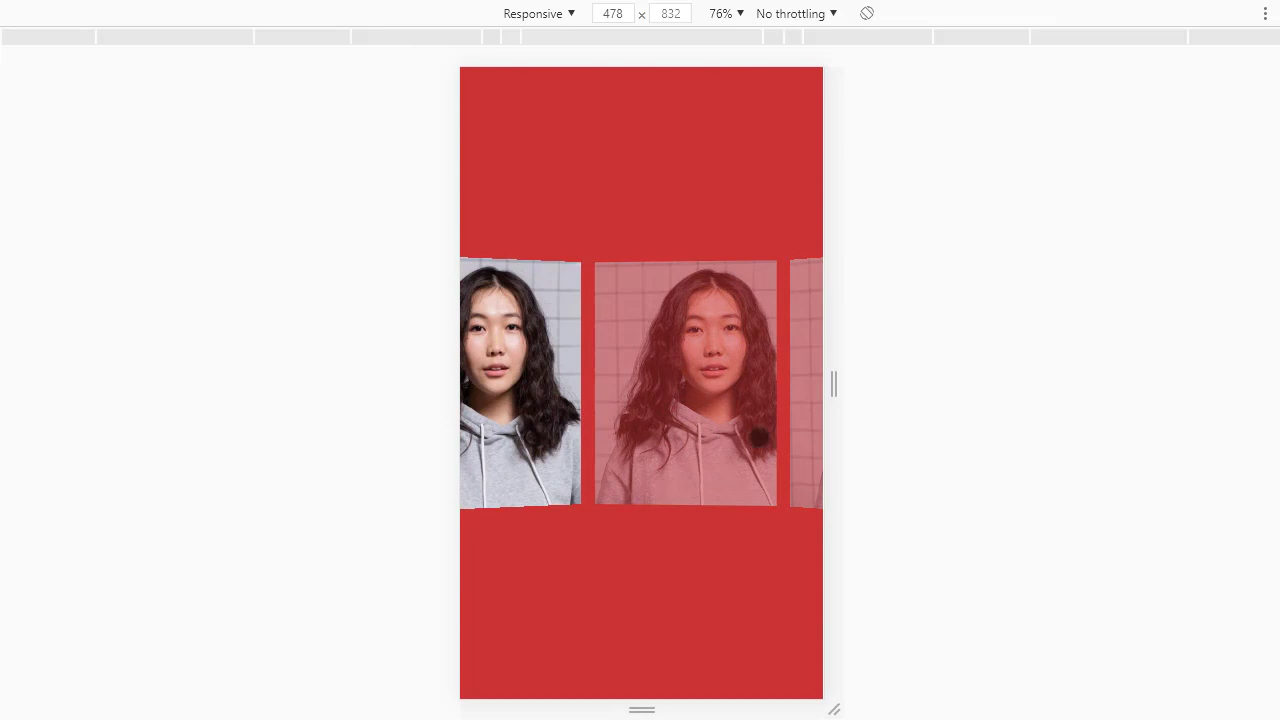 Responsive ▼ 478 × 832 76% ▼ No throttling ▼